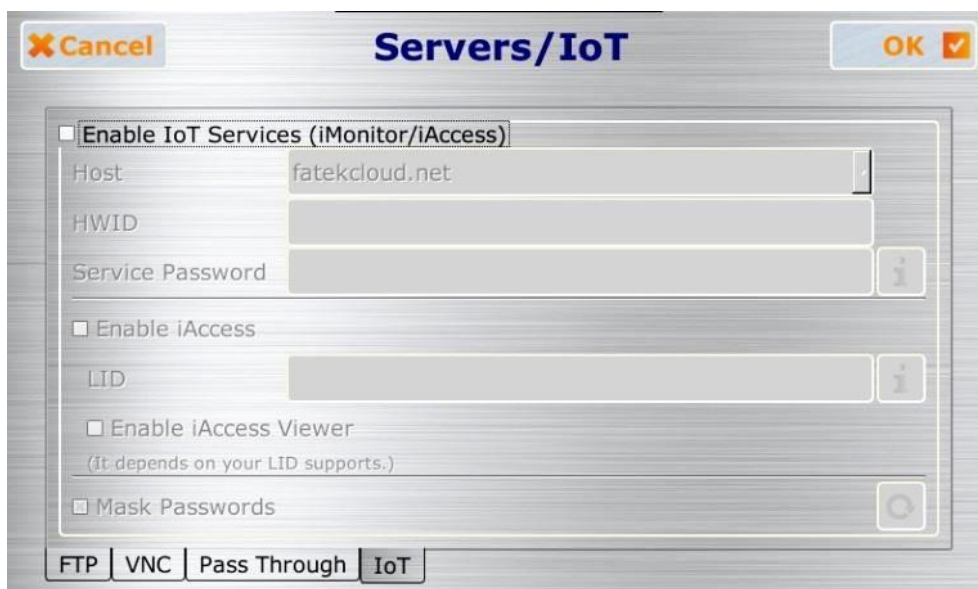 Cancel
Servers/IoT
OK
Enable IoT Services (iMonitor/iAccess)
Host fatekcloud.net
HWID
Service Password i
Enable iAccess
LID i
Enable iAccess Viewer
(It depends on your LID supports.)
Mask Passwords
FTP VNC Pass Through IoT